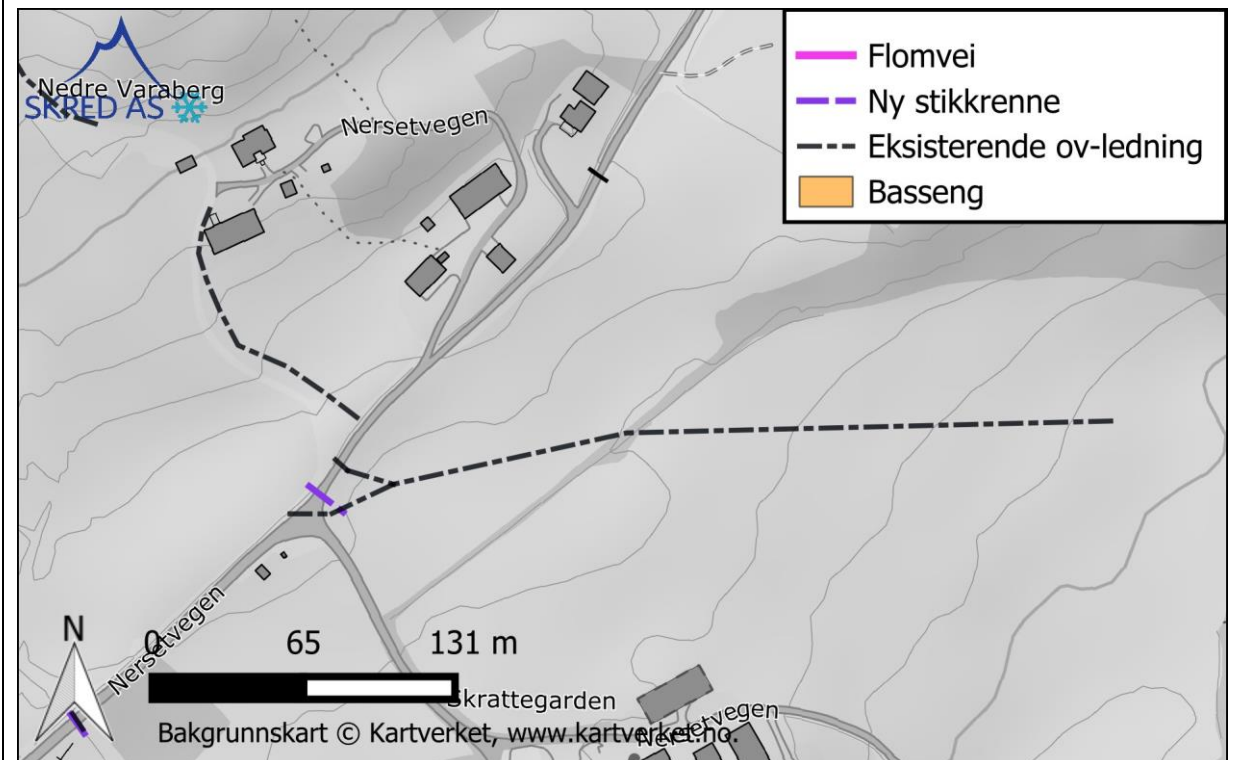 Nedre Varaberg
SKRED AS
Nersetvegen
Flomvei
Ny stikkrenne
Eksisterende ov-ledning
Basseng
Nersetvegen
N
0 65 131 m
Skrattegarden
Nersetvegen
Bakgrunnskart © Kartverket, www.kartverket.no.